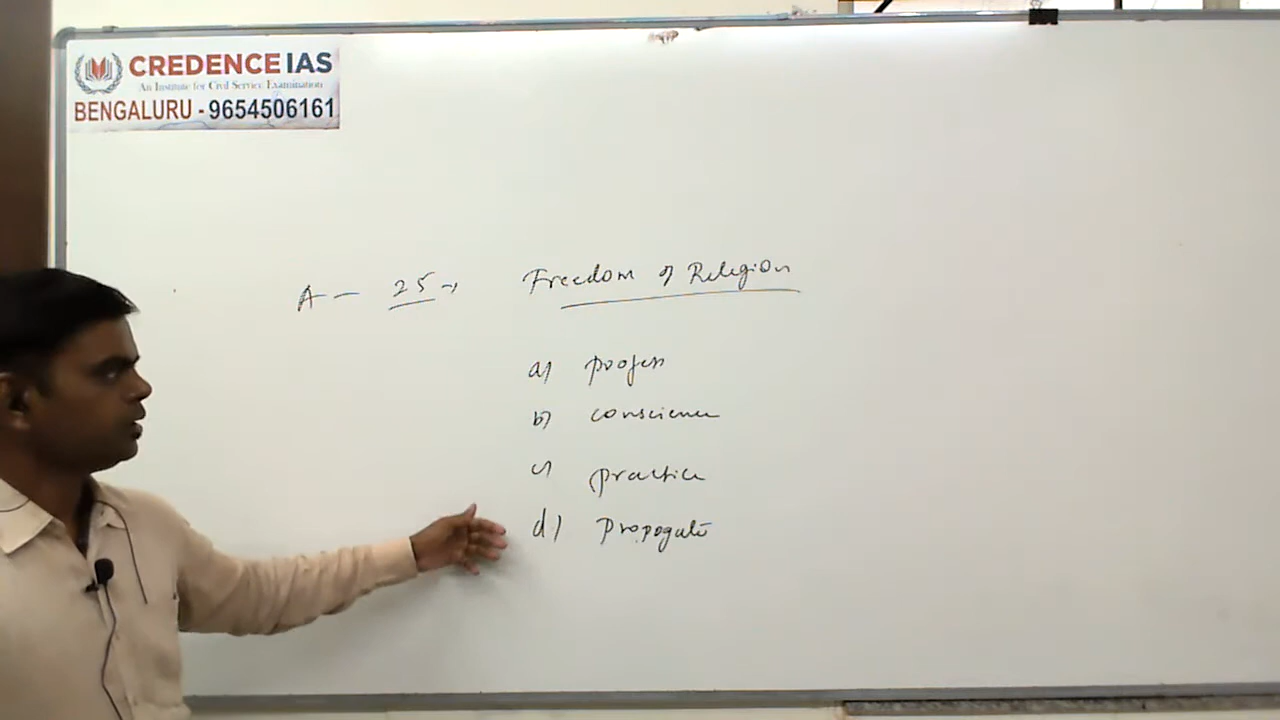 CREDENCE IAS
An Institute for Civil Service Examination
BENGALURU - 9654506161
A - 25 → Freedom of Religion
a) profess
b) conscience
c) practice
d) propogate